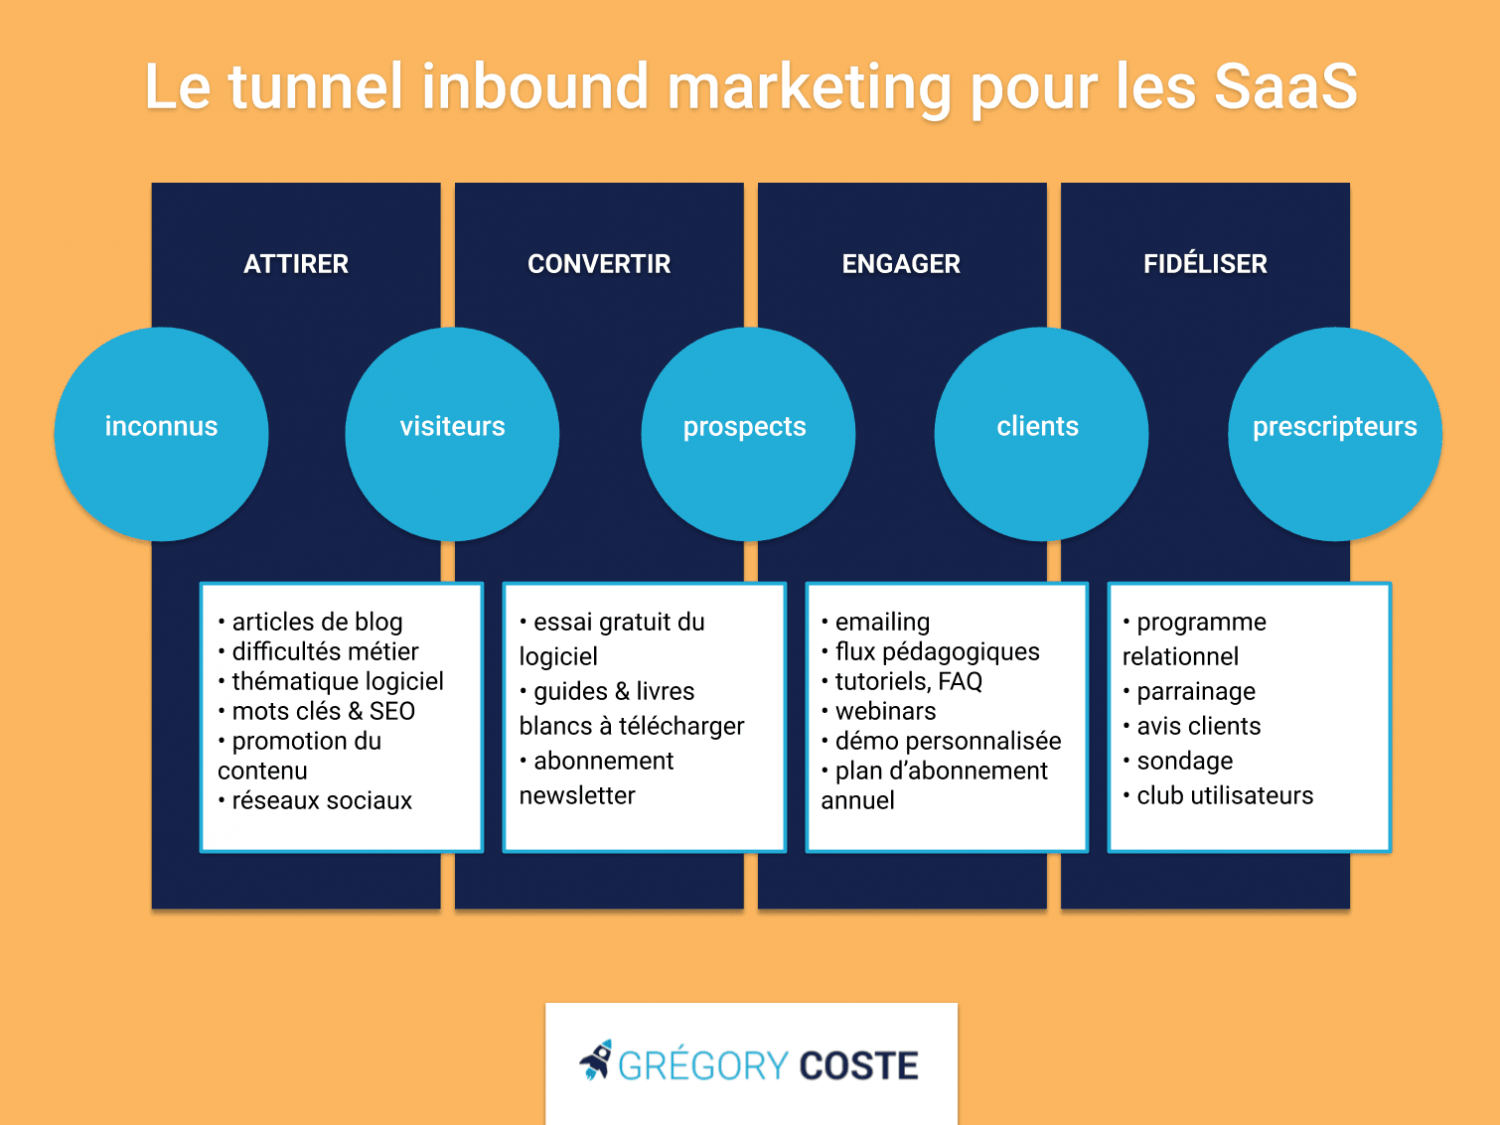 Le tunnel inbound marketing pour les SaaS
ATTIRER
CONVERTIR
ENGAGER
FIDÉLISER
inconnus
visiteurs
prospects
clients
prescripteurs
• articles de blog
• difficultés métier
• thématique logiciel
• mots clés & SEO
• promotion du
contenu
• réseaux sociaux
• essai gratuit du
logiciel
• guides & livres
blancs à télécharger
• abonnement
newsletter
• emailing
• flux pédagogiques
• tutoriels, FAQ
• webinars
• démo personnalisée
• plan d’abonnement
annuel
• programme
relationnel
• parrainage
• avis clients
• sondage
• club utilisateurs
GRÉGORY COSTE